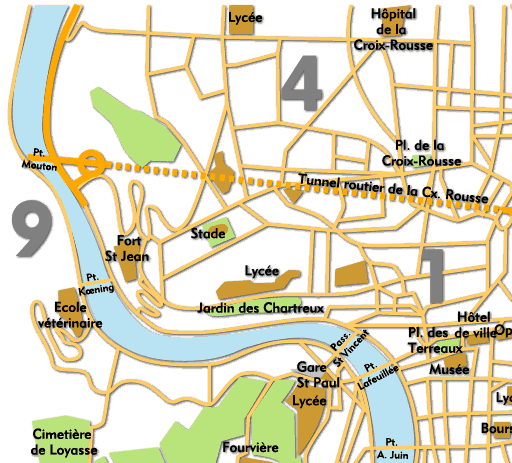 Lycée
Hôpital
de la
Croix-Rousse
4
Pl. de la
Croix-Rousse
Pt.
Mouton
Tunnel routier de la Cx. Rousse
9
Stade
Fort
St Jean
1
Lycée
Pt.
Kœning
Jardin des Chartreux
Ecole
vétérinaire
Pass.
St Vincent
Hôtel
de ville
Op
Pl. des
Terreaux
Musée
Gare
St Paul
Pt.
Lafeuillée
Lycée
Ly
Bours
Cimetière
de Loyasse
Fourvière
Pt.
A. Juin